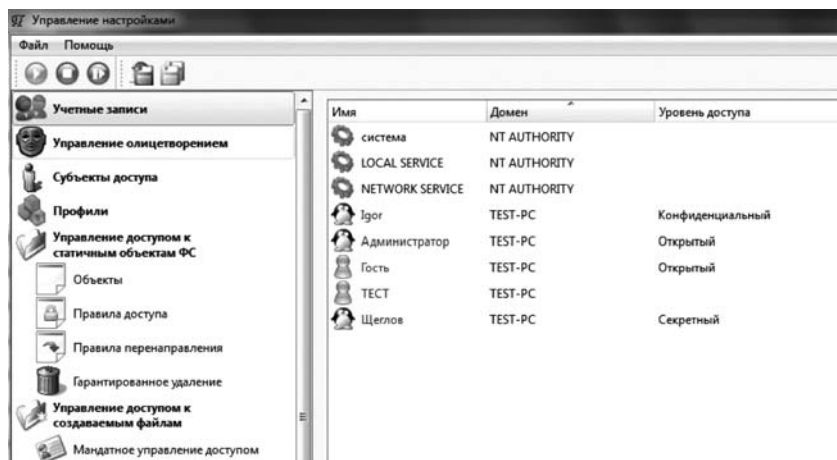 Управление настройками
Файл Помощь
Учетные записи
Управление олицетворением
Субъекты доступа
Профили
Управление доступом к
статичным объектам ФС
Объекты
Правила доступа
Правила перенаправления
Гарантированное удаление
Управление доступом к
создаваемым файлам
Мандатное управление доступом
Имя Домен Уровень доступа
система NT AUTHORITY
LOCAL SERVICE NT AUTHORITY
NETWORK SERVICE NT AUTHORITY
Igor TEST-PC Конфиденциальный
Администратор TEST-PC Открытый
Гость TEST-PC Открытый
ТЕСТ TEST-PC
Щеглов TEST-PC Секретный